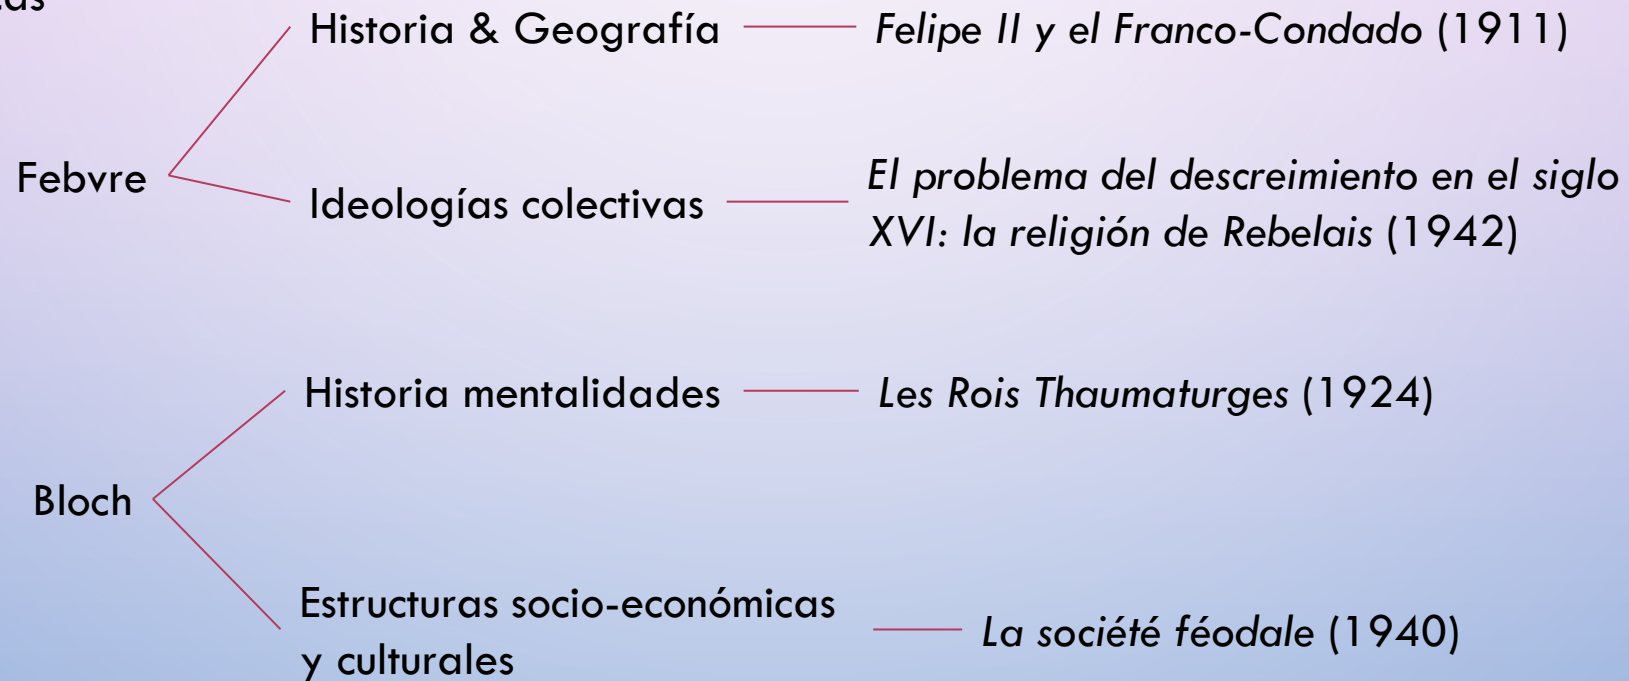 Historia & Geografía
Felipe II y el Franco-Condado (1911)
Febvre
Ideologías colectivas
El problema del descreimiento en el siglo
XVI: la religión de Rebelais (1942)
Historia mentalidades
Les Rois Thaumaturges (1924)
Bloch
Estructuras socio-económicas
y culturales
La société féodale (1940)